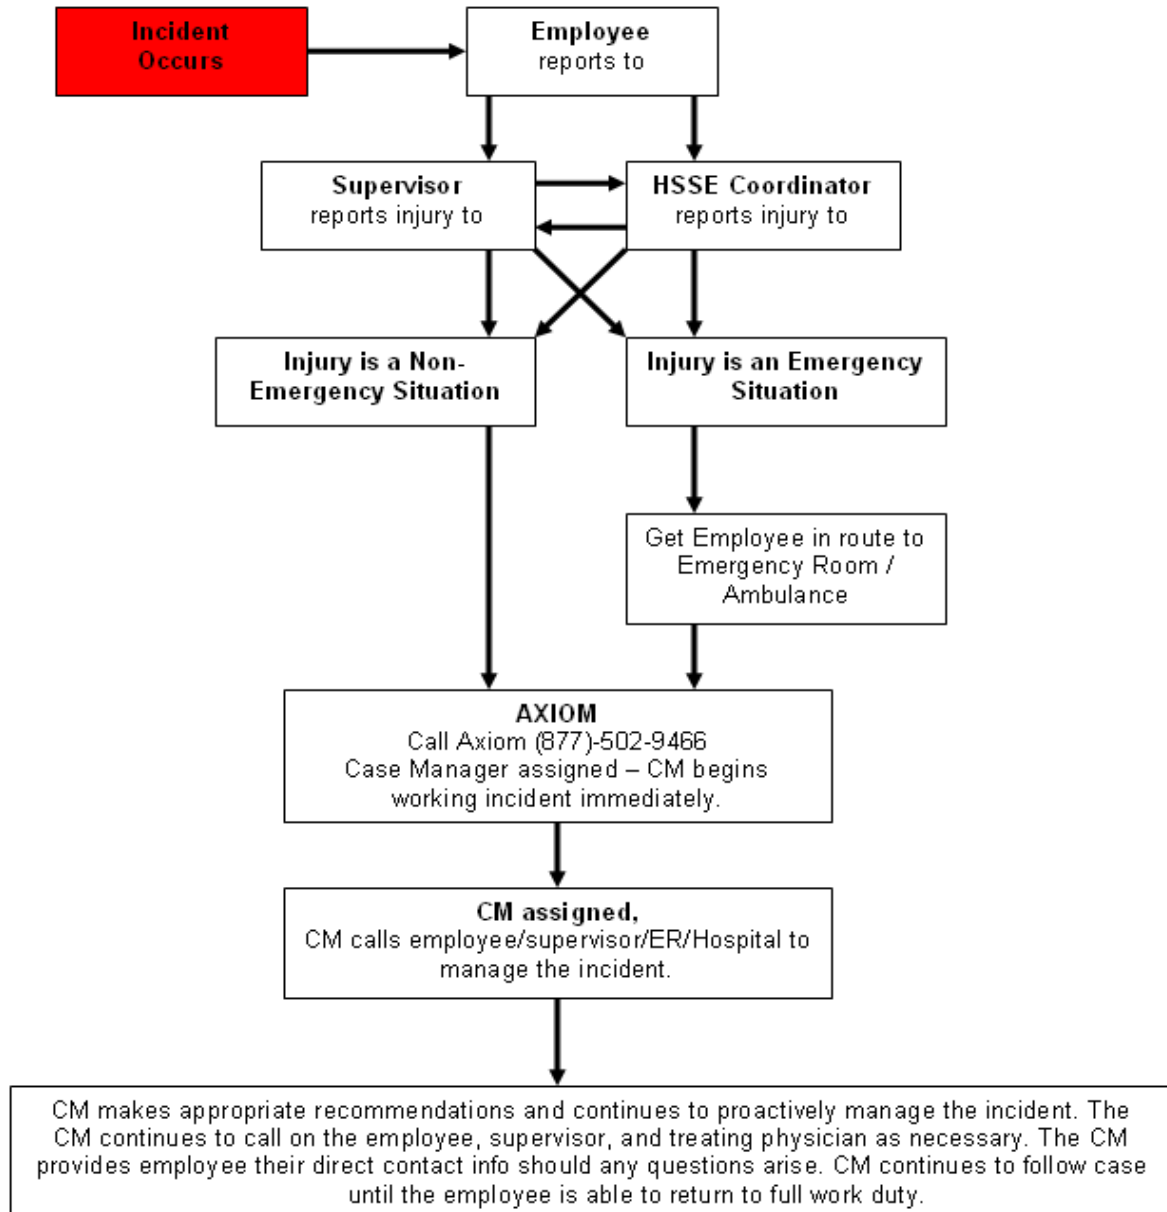 Incident
Occurs
Employee
reports to
Supervisor
reports injury to
HSSE Coordinator
reports injury to
Injury is a Non-
Emergency Situation
Injury is an Emergency
Situation
Get Employee in route to
Emergency Room /
Ambulance
AXIOM
Call Axiom (877)-502-9466
Case Manager assigned – CM begins
working incident immediately.
CM assigned,
CM calls employee/supervisor/ER/Hospital to
manage the incident.
CM makes appropriate recommendations and continues to proactively manage the incident. The
CM continues to call on the employee, supervisor, and treating physician as necessary. The CM
provides employee their direct contact info should any questions arise. CM continues to follow case
until the employee is able to return to full work duty.